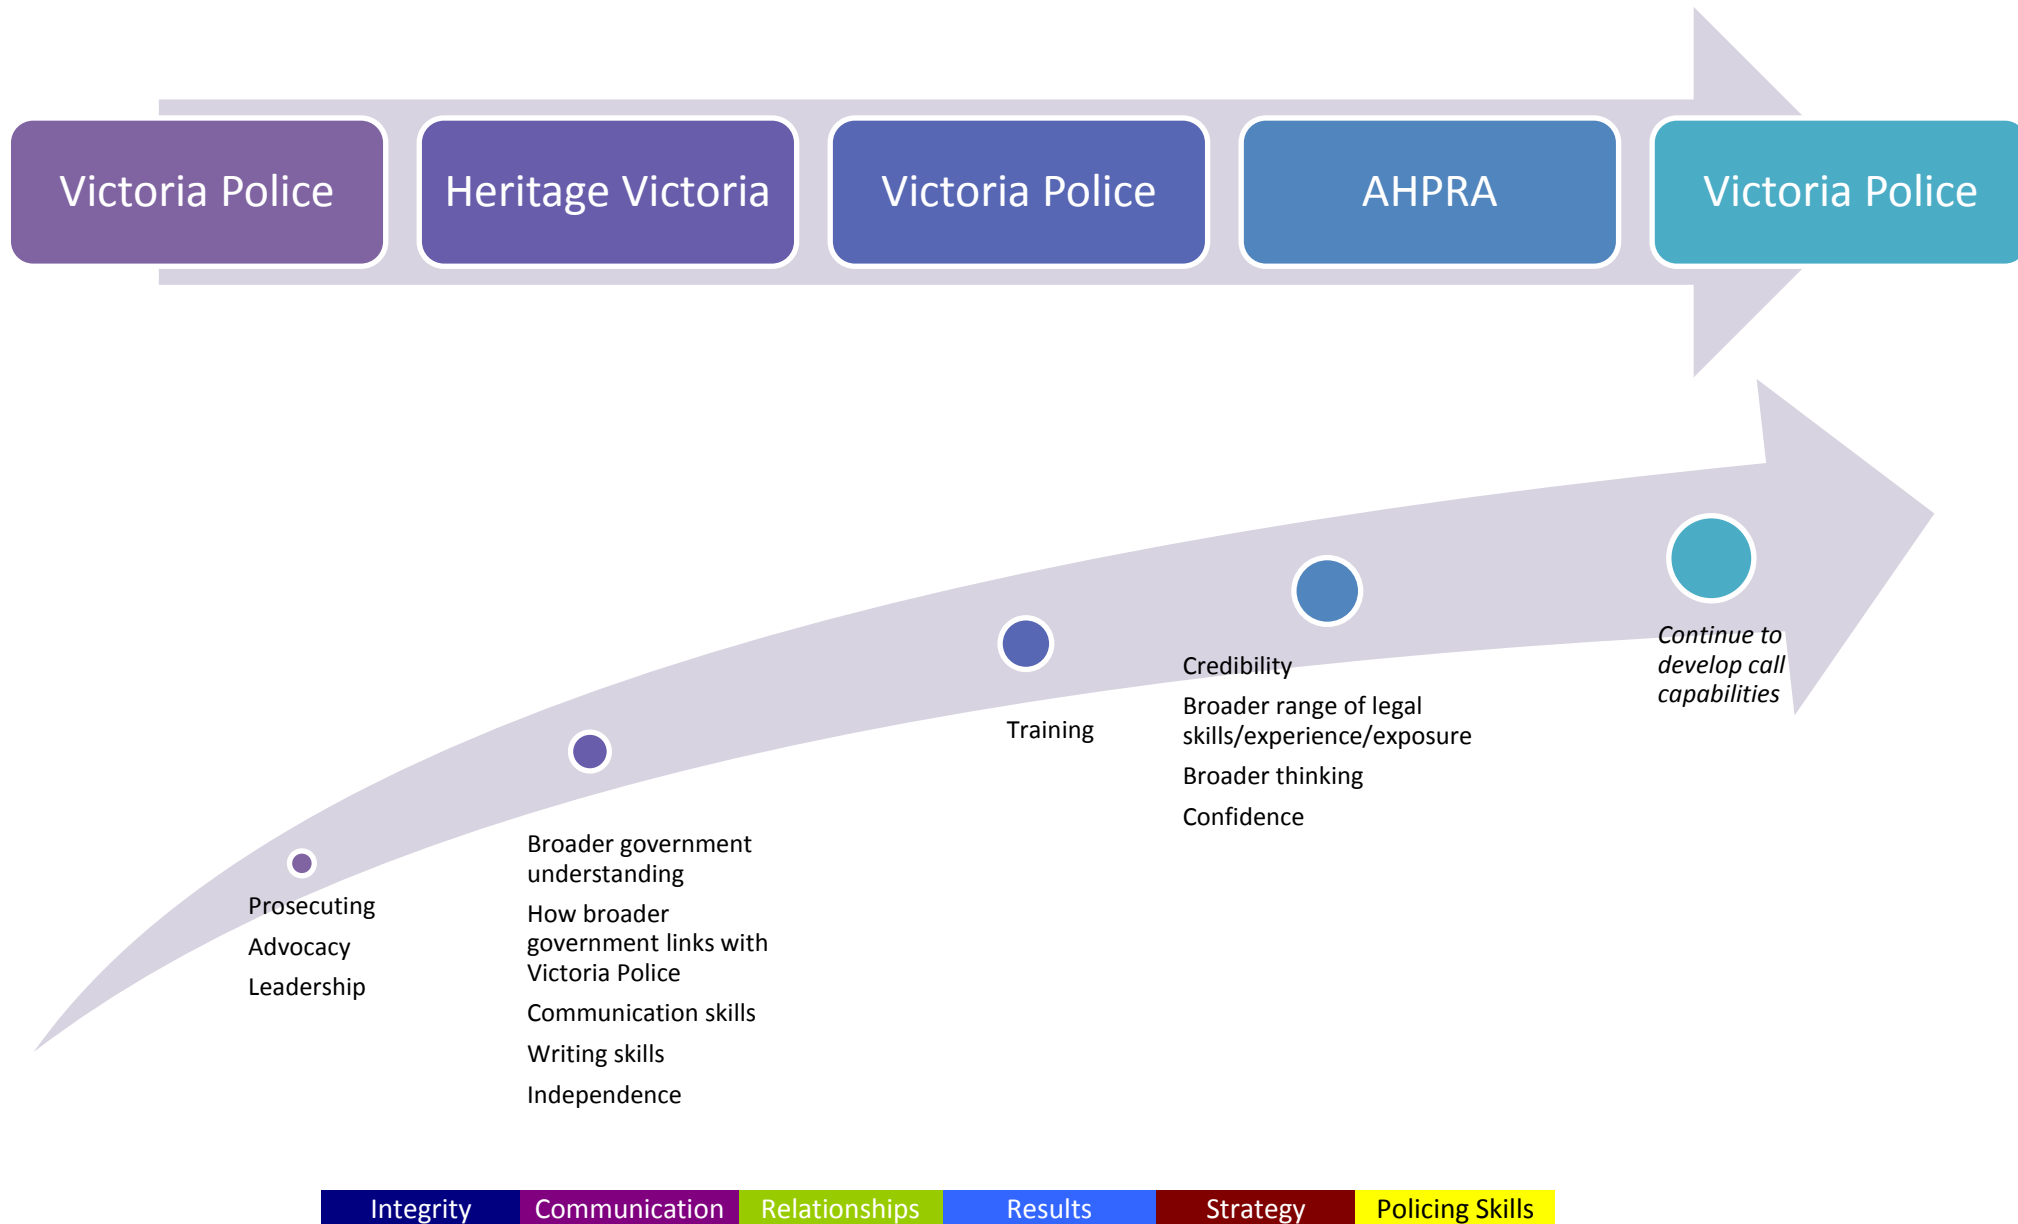 Victoria Police
Heritage Victoria
Victoria Police
AHPRA
Victoria Police
Prosecuting
Advocacy
Leadership
Broader government
understanding
How broader
government links with
Victoria Police
Communication skills
Writing skills
Independence
Training
Credibility
Broader range of legal
skills/experience/exposure
Broader thinking
Confidence
Continue to
develop call
capabilities
Integrity
Communication
Relationships
Results
Strategy
Policing Skills